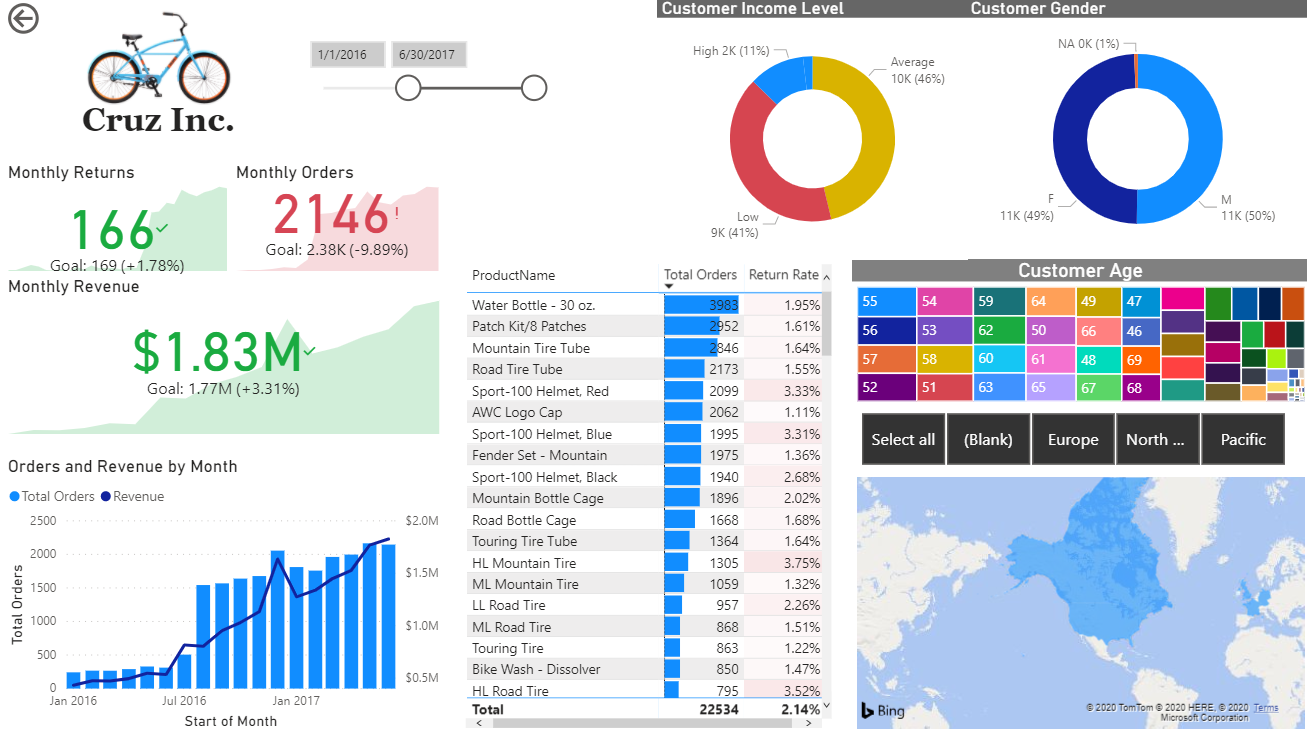 Cruz Inc.
1/1/2016 6/30/2017
Customer Income Level
High 2K (11%)
Average
10K (46%)
Low
9K (41%)
Customer Gender
NA 0K (1%)
F
11K (49%)
M
11K (50%)
Monthly Returns
166
Goal: 169 (+1.78%)
Monthly Orders
2146!
Goal: 2.38K (-9.89%)
Monthly Revenue
$1.83M
Goal: 1.77M (+3.31%)
Orders and Revenue by Month
Total Orders Revenue
2500
2000
1500
1000
500
0
Total Orders
$2.0M
$1.5M
$1.0M
$0.5M
Jan 2016 Jul 2016 Jan 2017
Start of Month
ProductName Total Orders Return Rate
Water Bottle - 30 oz. 3983 1.95%
Patch Kit/8 Patches 2952 1.61%
Mountain Tire Tube 2846 1.64%
Road Tire Tube 2173 1.55%
Sport-100 Helmet, Red 2099 3.33%
AWC Logo Cap 2062 1.11%
Sport-100 Helmet, Blue 1995 3.31%
Fender Set - Mountain 1975 1.36%
Sport-100 Helmet, Black 1940 2.68%
Mountain Bottle Cage 1896 2.02%
Road Bottle Cage 1668 1.68%
Touring Tire Tube 1364 1.64%
HL Mountain Tire 1305 3.75%
ML Mountain Tire 1059 1.32%
LL Road Tire 957 2.26%
ML Road Tire 868 1.51%
Touring Tire 863 1.22%
Bike Wash - Dissolver 850 1.47%
HL Road Tire 795 3.52%
Total 22534 2.14%
Customer Age
55 54 59 64 49 47
56 53 62 50 66 46
57 58 60 61 48 69
52 51 63 65 67 68
Select all (Blank) Europe North ... Pacific
Bing
© 2020 TomTom © 2020 HERE, © 2020 Terms
Microsoft Corporation